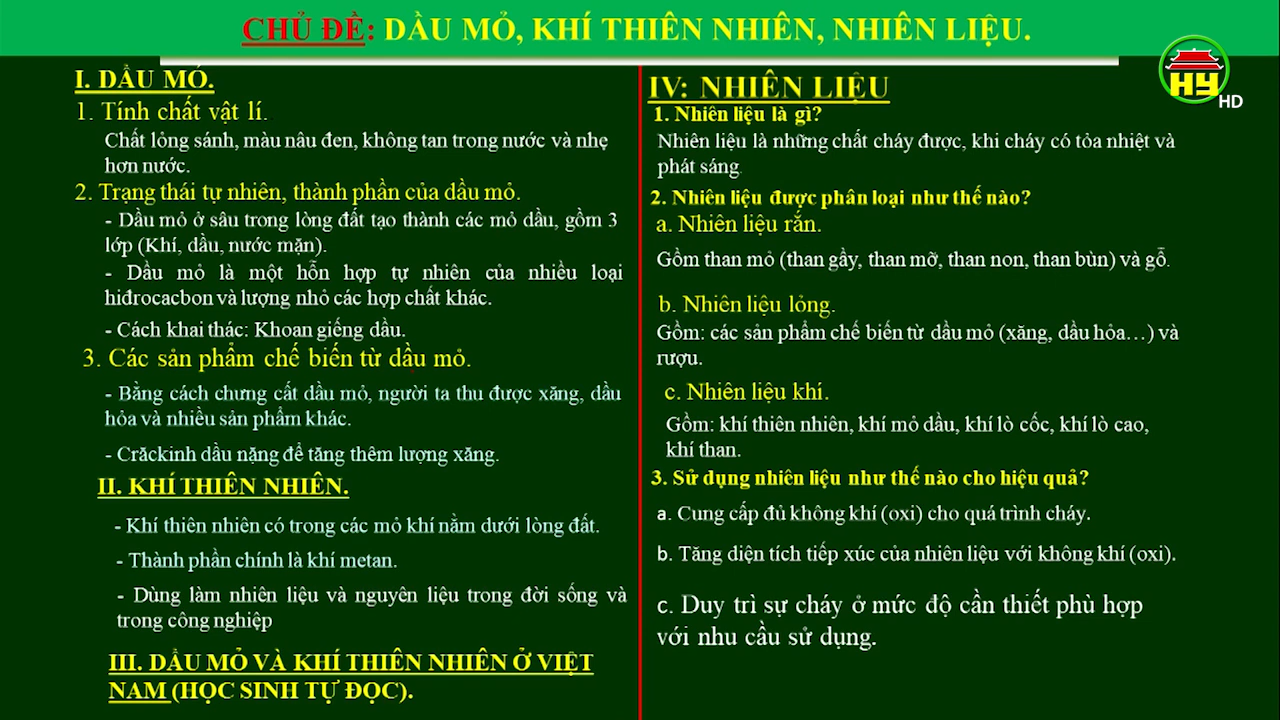 CHỦ ĐỀ: DẦU MỎ, KHÍ THIÊN NHIÊN, NHIÊN LIỆU.
I. DẦU MỎ.
1. Tính chất vật lí.
Chất lỏng sánh, màu nâu đen, không tan trong nước và nhẹ
hơn nước.
2. Trạng thái tự nhiên, thành phần của dầu mỏ.
- Dầu mỏ ở sâu trong lòng đất tạo thành các mỏ dầu, gồm 3
lớp (Khí, dầu, nước mặn).
- Dầu mỏ là một hỗn hợp tự nhiên của nhiều loại
hiđrocacbon và lượng nhỏ các hợp chất khác.
- Cách khai thác: Khoan giếng dầu.
3. Các sản phẩm chế biến từ dầu mỏ.
- Bằng cách chưng cất dầu mỏ, người ta thu được xăng, dầu
hỏa và nhiều sản phẩm khác.
- Crăckinh dầu nặng để tăng thêm lượng xăng.
II. KHÍ THIÊN NHIÊN.
- Khí thiên nhiên có trong các mỏ khí nằm dưới lòng đất.
- Thành phần chính là khí metan.
- Dùng làm nhiên liệu và nguyên liệu trong đời sống và
trong công nghiệp
III. DẦU MỎ VÀ KHÍ THIÊN NHIÊN Ở VIỆT
NAM (HỌC SINH TỰ ĐỌC).
IV: NHIÊN LIỆU
1. Nhiên liệu là gì?
Nhiên liệu là những chất cháy được, khi cháy có tỏa nhiệt và
phát sáng.
2. Nhiên liệu được phân loại như thế nào?
a. Nhiên liệu rắn.
Gồm than mỏ (than gầy, than mỡ, than non, than bùn) và gỗ.
b. Nhiên liệu lỏng.
Gồm: các sản phẩm chế biến từ dầu mỏ (xăng, dầu hỏa…) và
rượu.
c. Nhiên liệu khí.
Gồm: khí thiên nhiên, khí mỏ dầu, khí lò cốc, khí lò cao,
khí than.
3. Sử dụng nhiên liệu như thế nào cho hiệu quả?
a. Cung cấp đủ không khí (oxi) cho quá trình cháy.
b. Tăng diện tích tiếp xúc của nhiên liệu với không khí (oxi).
c. Duy trì sự cháy ở mức độ cần thiết phù hợp
với nhu cầu sử dụng.
HY
HD